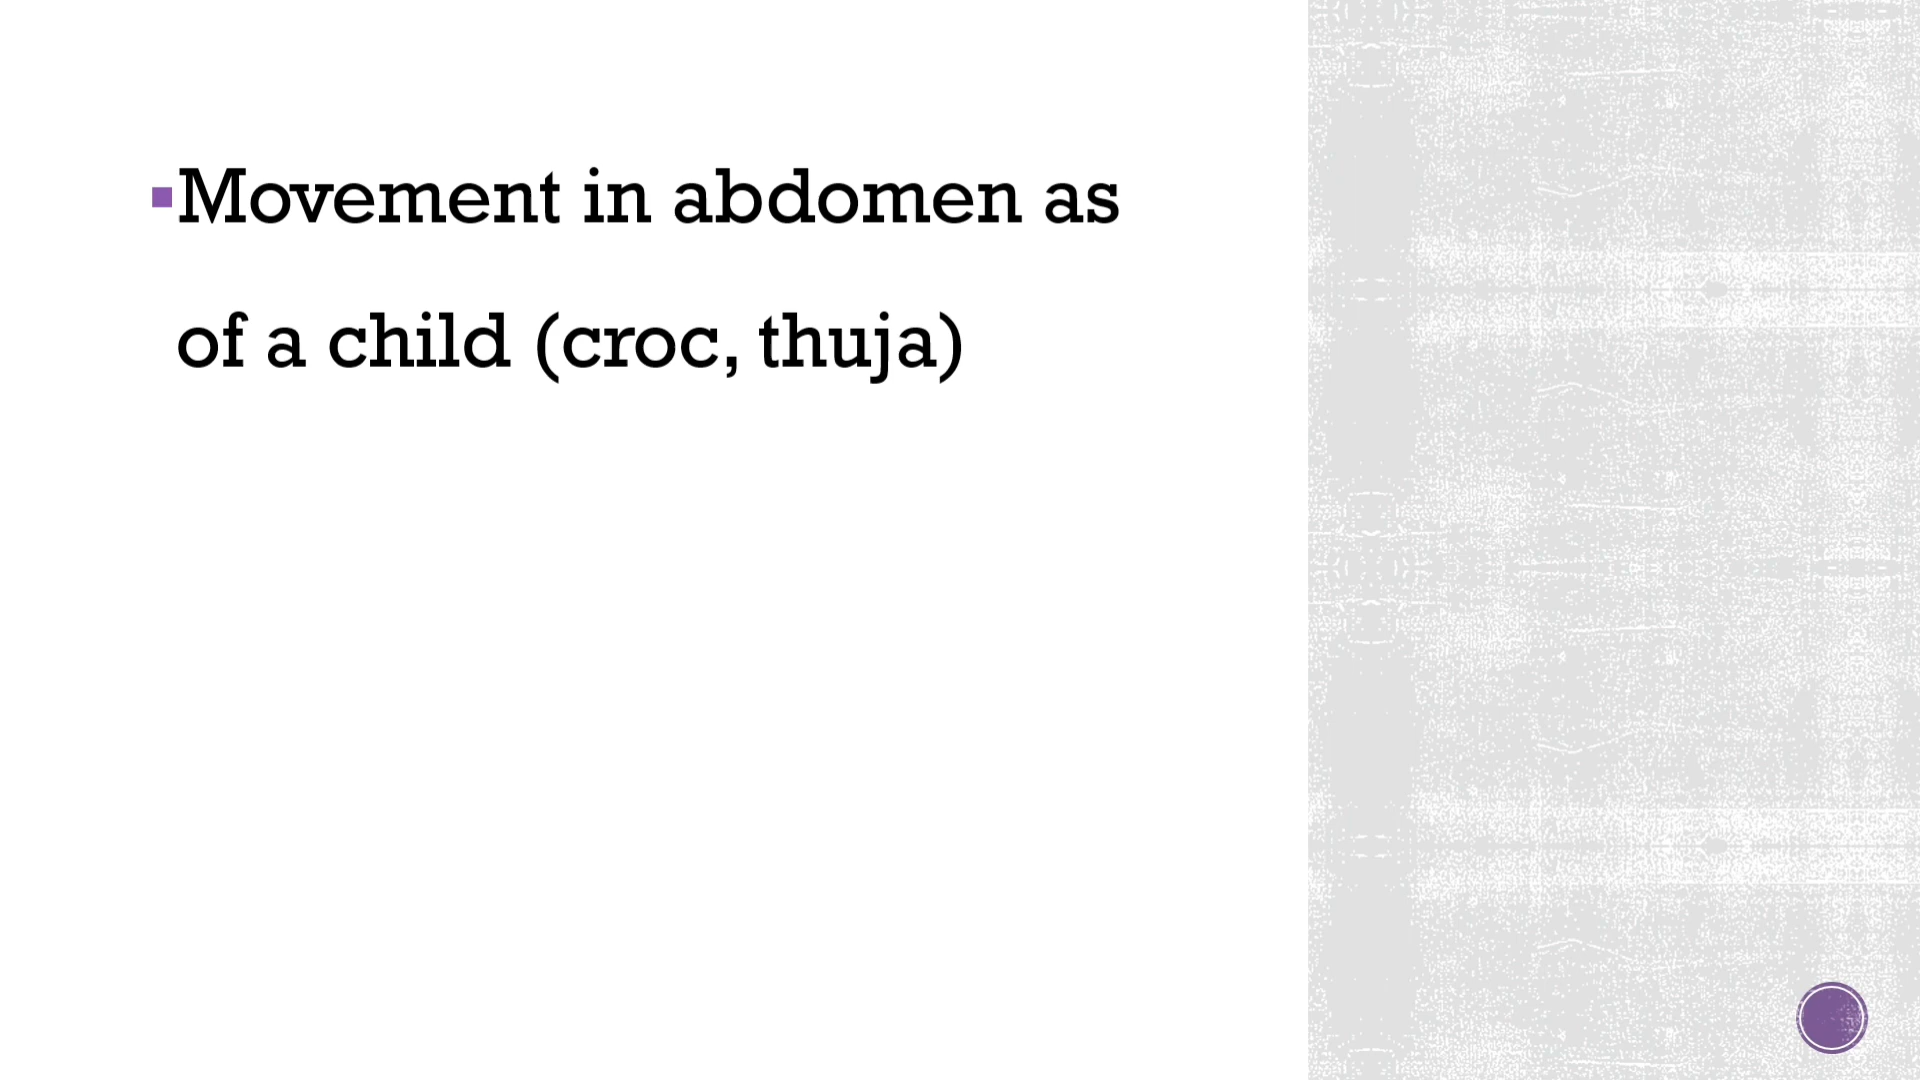 ▪Movement in abdomen as
of a child (croc, thuja)